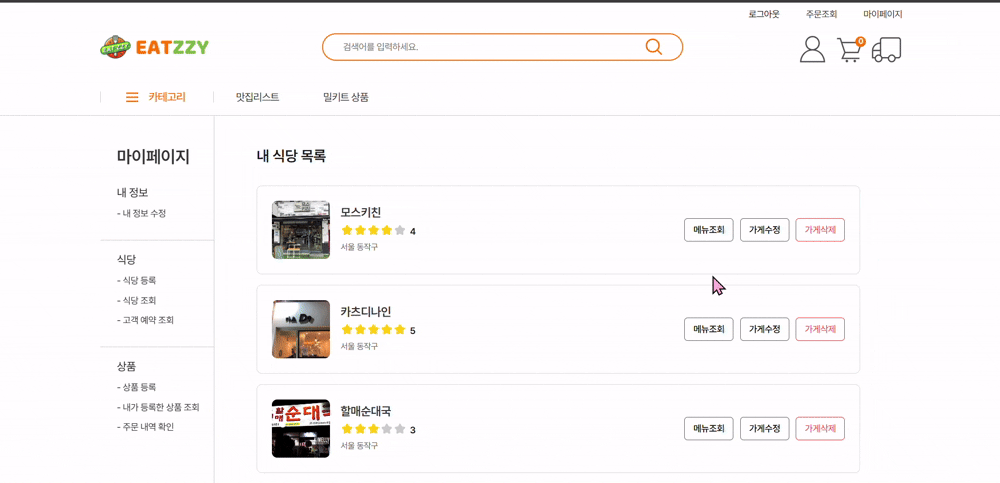 로그아웃 주문조회 마이페이지
EATZZY EATZZY
검색어를 입력하세요.
0
카테고리 맛집리스트 밀키트 상품
마이페이지
내 정보
- 내 정보 수정
식당
- 식당 등록
- 식당 조회
- 고객 예약 조회
상품
- 상품 등록
- 내가 등록한 상품 조회
- 주문 내역 확인
내 식당 목록
모스키친
4
서울 동작구
메뉴조회 가게수정 가게삭제
카츠디나인
5
서울 동작구
메뉴조회 가게수정 가게삭제
할매순대국
할매순대국
3
서울 동작구
메뉴조회 가게수정 가게삭제